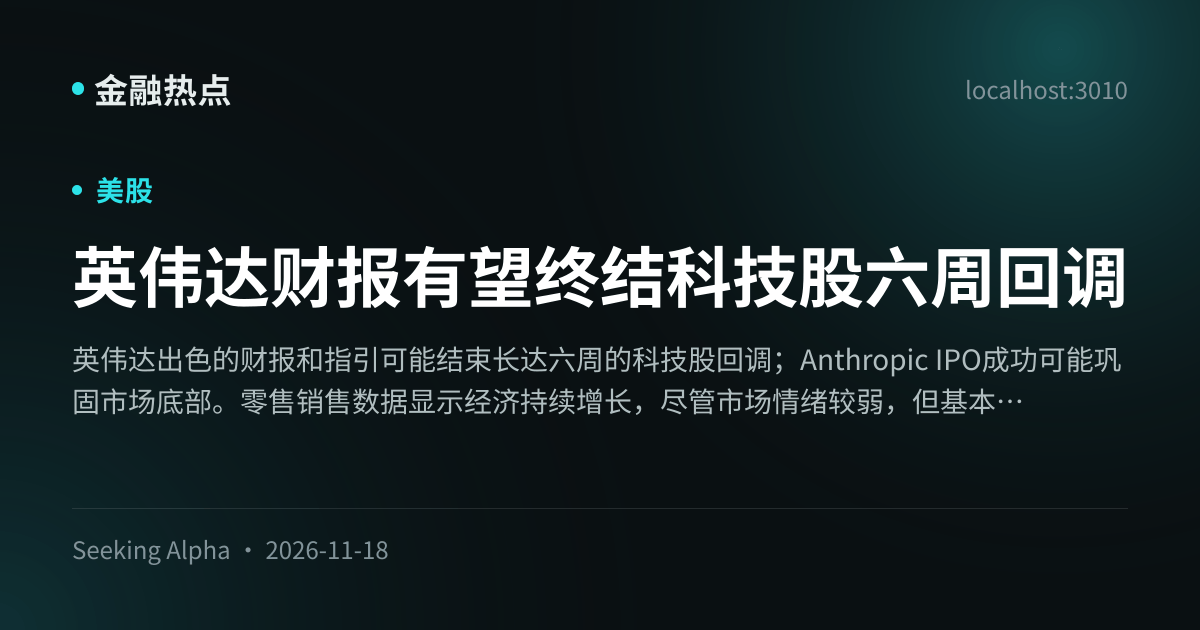 金融热点
localhost:3010
美股
英伟达财报有望终结科技股六周回调
英伟达出色的财报和指引可能结束长达六周的科技股回调；Anthropic IPO成功可能巩
固市场底部。零售销售数据显示经济持续增长，尽管市场情绪较弱，但基本…
Seeking Alpha · 2026-11-18